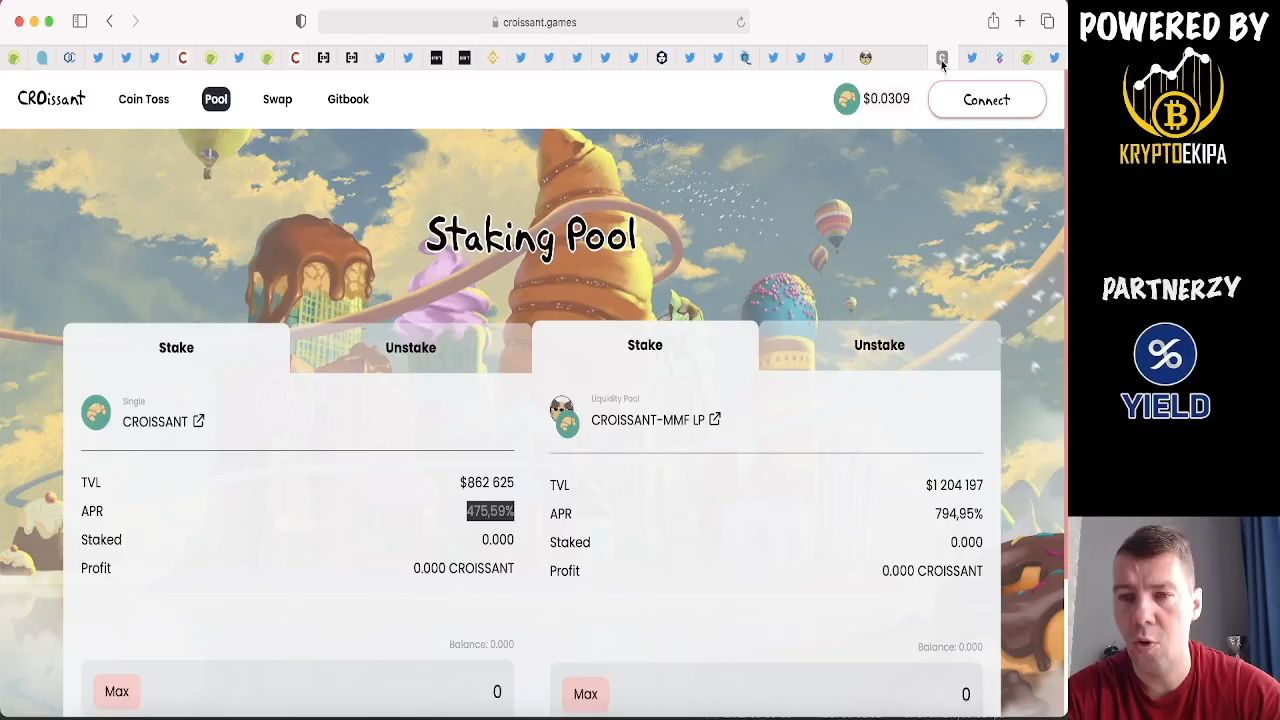 croissant.games
CROissant
Coin Toss
Pool
Swap
Gitbook
$0.0309
Connect
Staking Pool
Stake
Unstake
Single
CROISSANT
TVL
$862 625
APR
475,59%
Staked
0.000
Profit
0.000 CROISSANT
Balance: 0.000
Max
0
Stake
Unstake
Liquidity Pool
CROISSANT-MMF LP
TVL
$1 204 197
APR
794,95%
Staked
0.000
Profit
0.000 CROISSANT
Balance: 0.000
Max
0
POWERED BY
KRYPTOEKIPA
PARTNERZY
YIELD